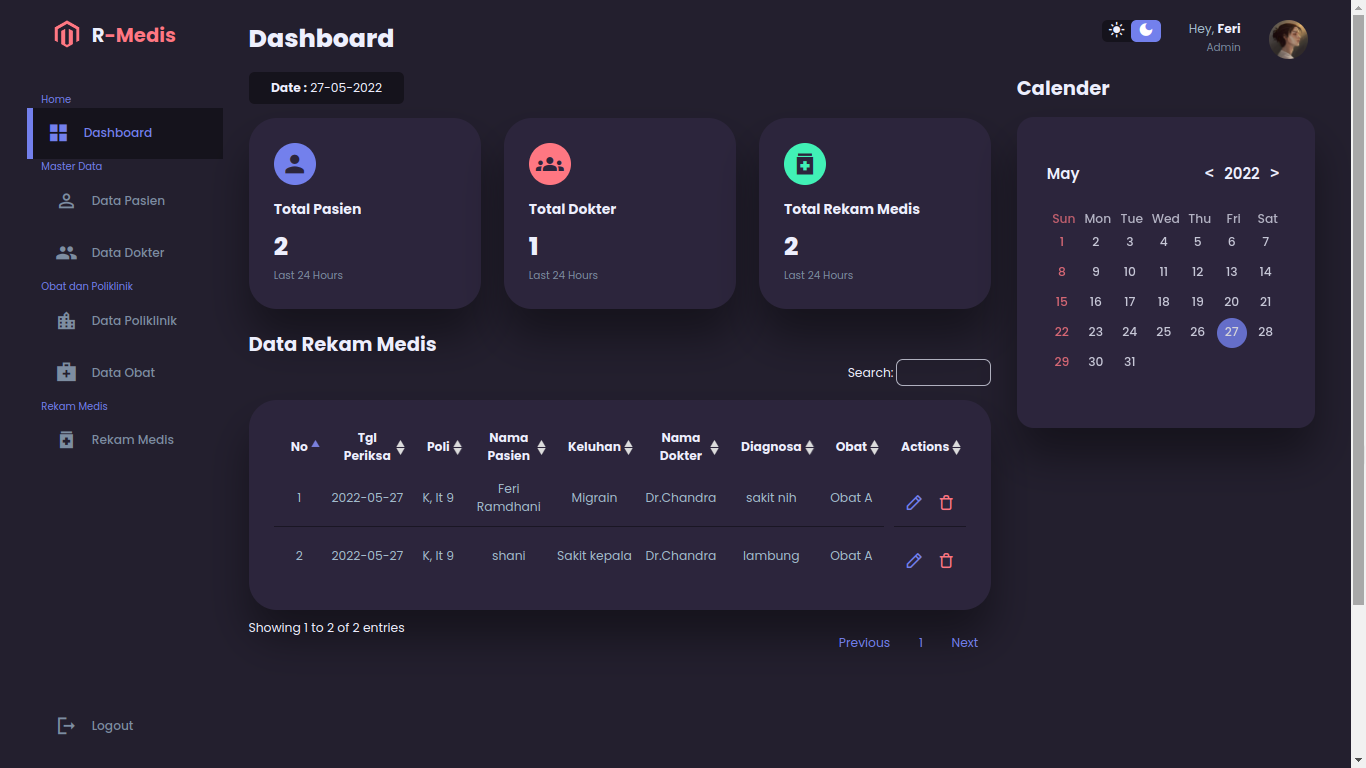 R-Medis
Home
Dashboard
Master Data
Data Pasien
Data Dokter
Obat dan Poliklinik
Data Poliklinik
Data Obat
Rekam Medis
Rekam Medis
Logout
Dashboard
Date : 27-05-2022
Total Pasien
2
Last 24 Hours
Total Dokter
1
Last 24 Hours
Total Rekam Medis
2
Last 24 Hours
Data Rekam Medis
Search:
No Tgl Periksa Poli Nama Pasien Keluhan Nama Dokter Diagnosa Obat Actions
1 2022-05-27 K, lt 9 Feri Ramdhani Migrain Dr.Chandra sakit nih Obat A
2 2022-05-27 K, lt 9 shani Sakit kepala Dr.Chandra lambung Obat A
Showing 1 to 2 of 2 entries
Previous 1 Next
Hey, Feri
Admin
Calender
May < 2022 >
Sun Mon Tue Wed Thu Fri Sat
1 2 3 4 5 6 7
8 9 10 11 12 13 14
15 16 17 18 19 20 21
22 23 24 25 26 27 28
29 30 31